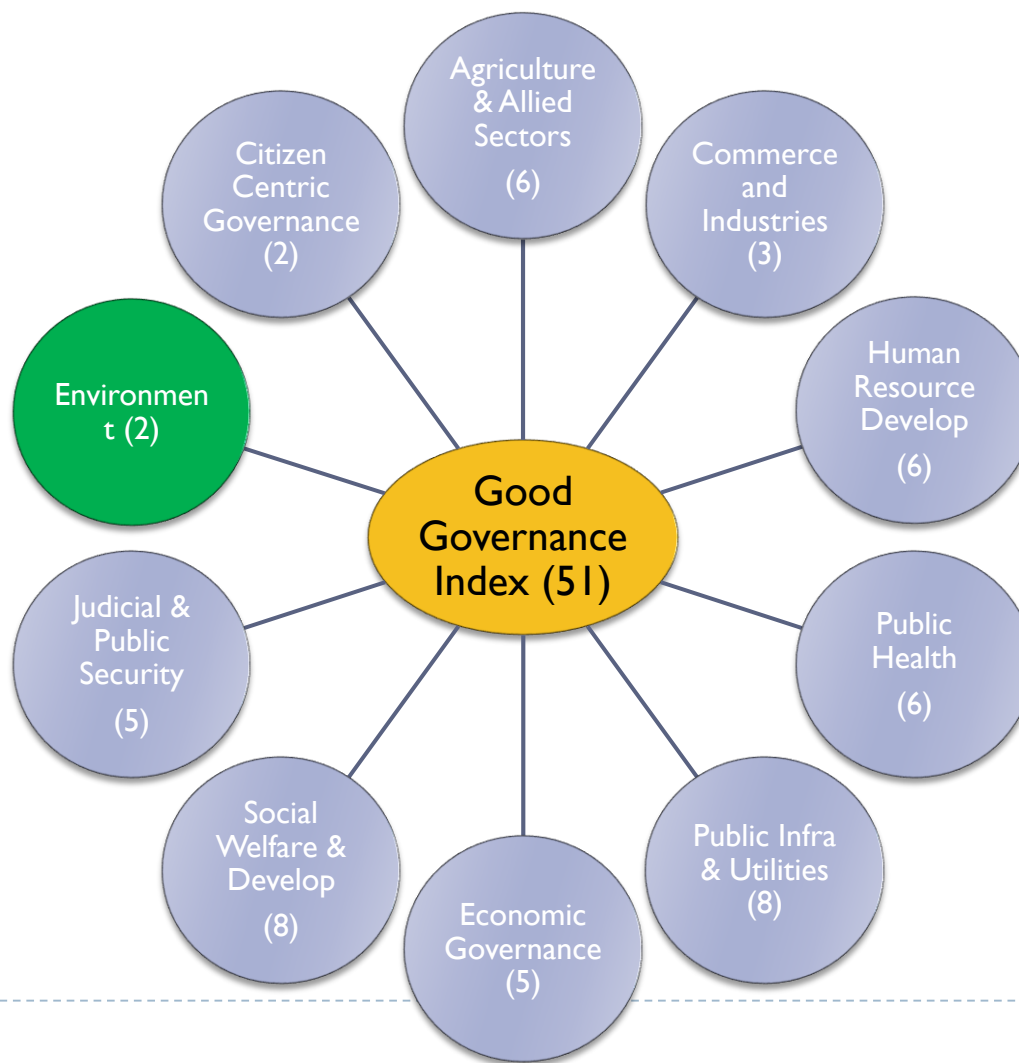 Agriculture
& Allied
Sectors
(6)
Commerce
and
Industries
(3)
Human
Resource
Develop
(6)
Public
Health
(6)
Public Infra
& Utilities
(8)
Economic
Governance
(5)
Social
Welfare &
Develop
(8)
Judicial &
Public
Security
(5)
Environmen
t (2)
Citizen
Centric
Governance
(2)
Good
Governance
Index (51)